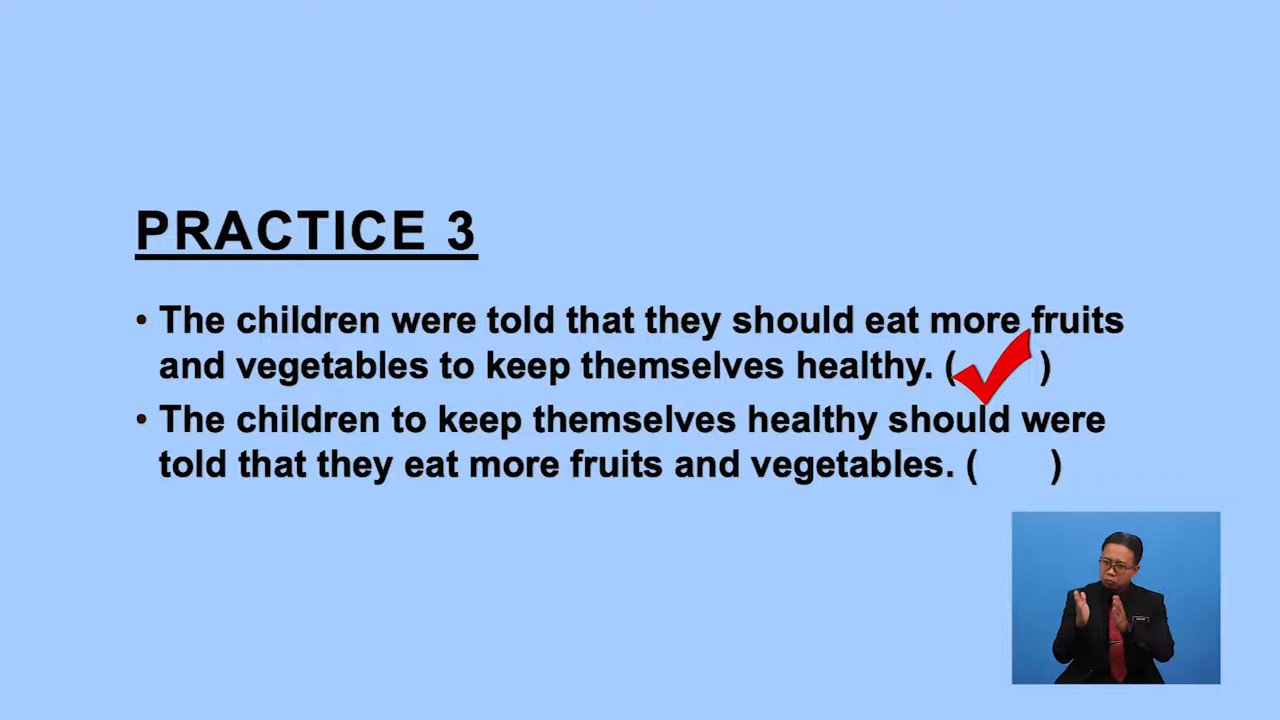 PRACTICE 3
• The children were told that they should eat more fruits
and vegetables to keep themselves healthy. ( )
• The children to keep themselves healthy should were
told that they eat more fruits and vegetables. ( )